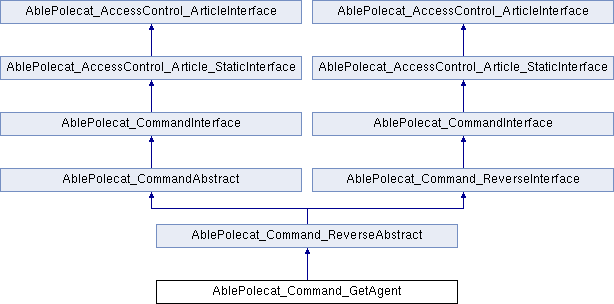 AblePolecat_AccessControl_ArticleInterface
AblePolecat_AccessControl_ArticleInterface
AblePolecat_AccessControl_Article_StaticInterface
AblePolecat_AccessControl_Article_StaticInterface
AblePolecat_CommandInterface
AblePolecat_CommandInterface
AblePolecat_CommandAbstract
AblePolecat_Command_ReverseInterface
AblePolecat_Command_ReverseAbstract
AblePolecat_Command_GetAgent